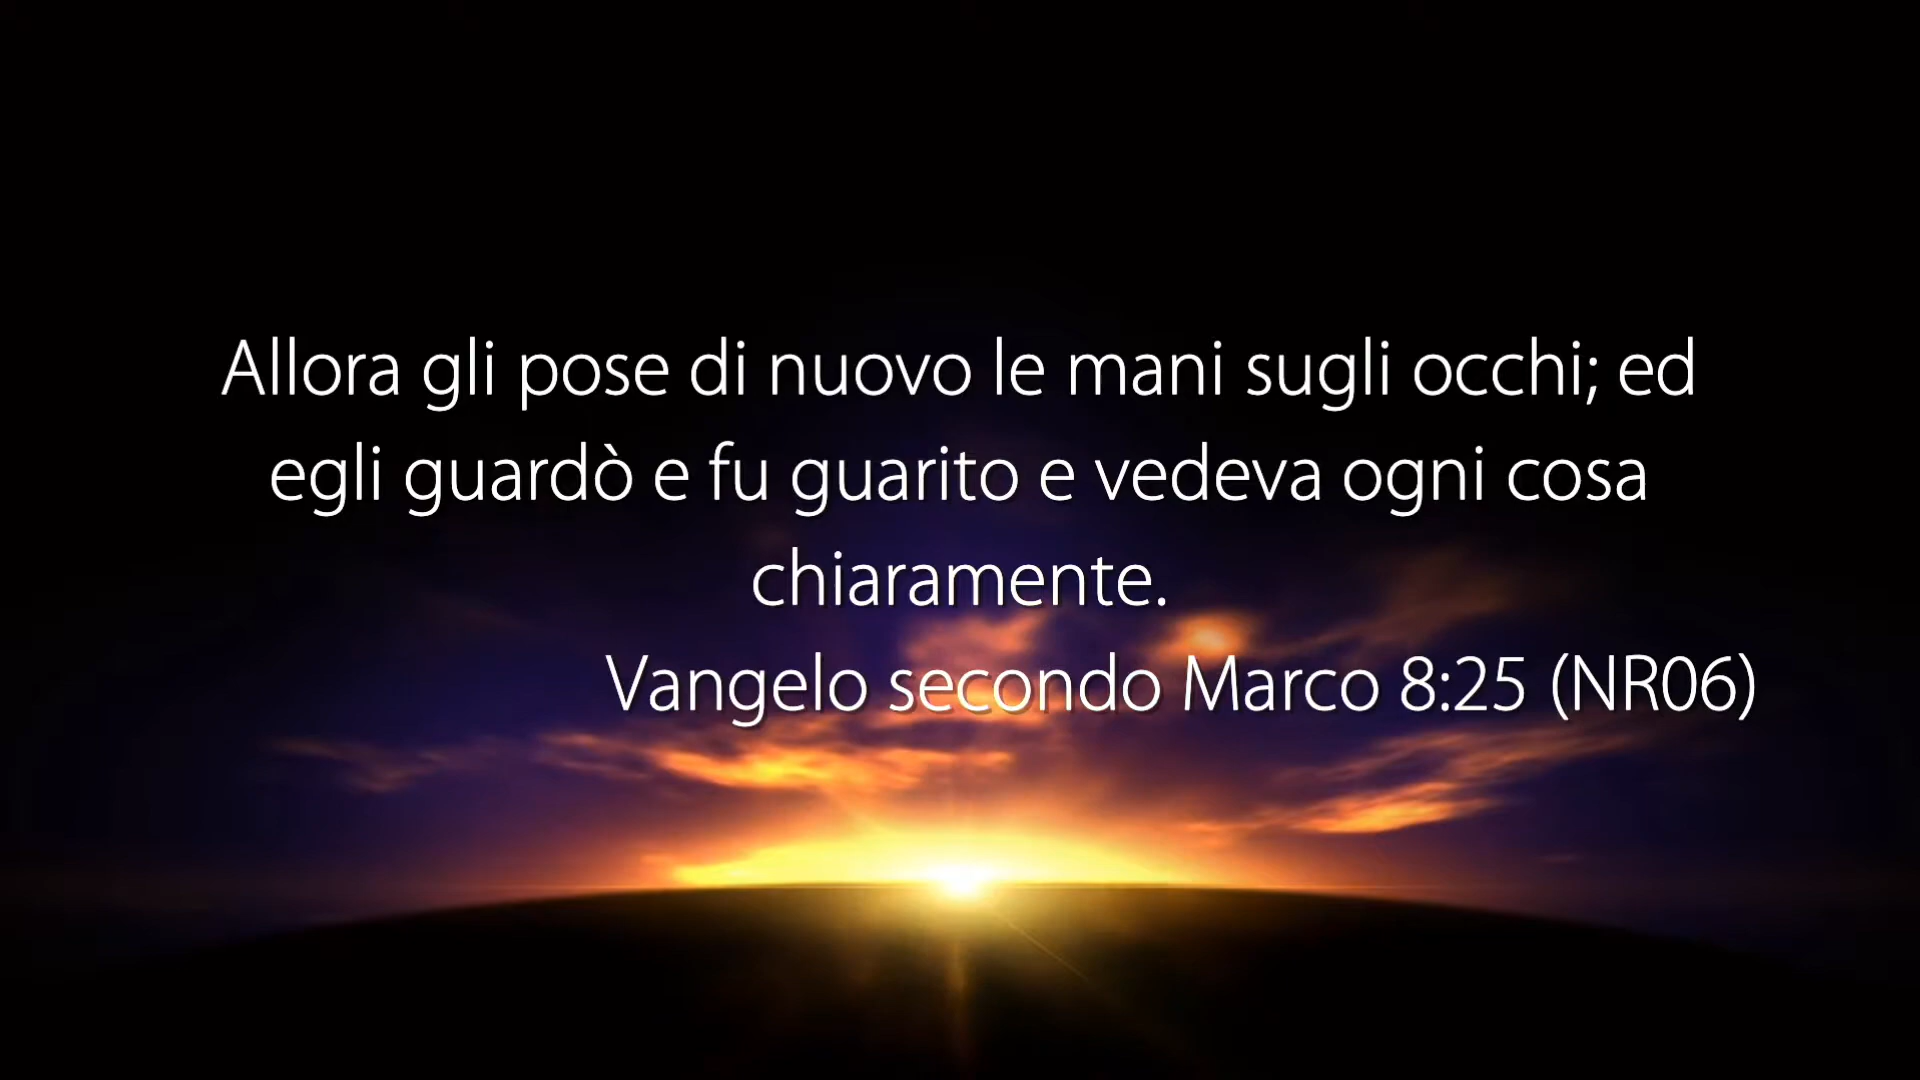 Allora gli pose di nuovo le mani sugli occhi; ed
egli guardò e fu guarito e vedeva ogni cosa
chiaramente.
Vangelo secondo Marco 8:25 (NR06)